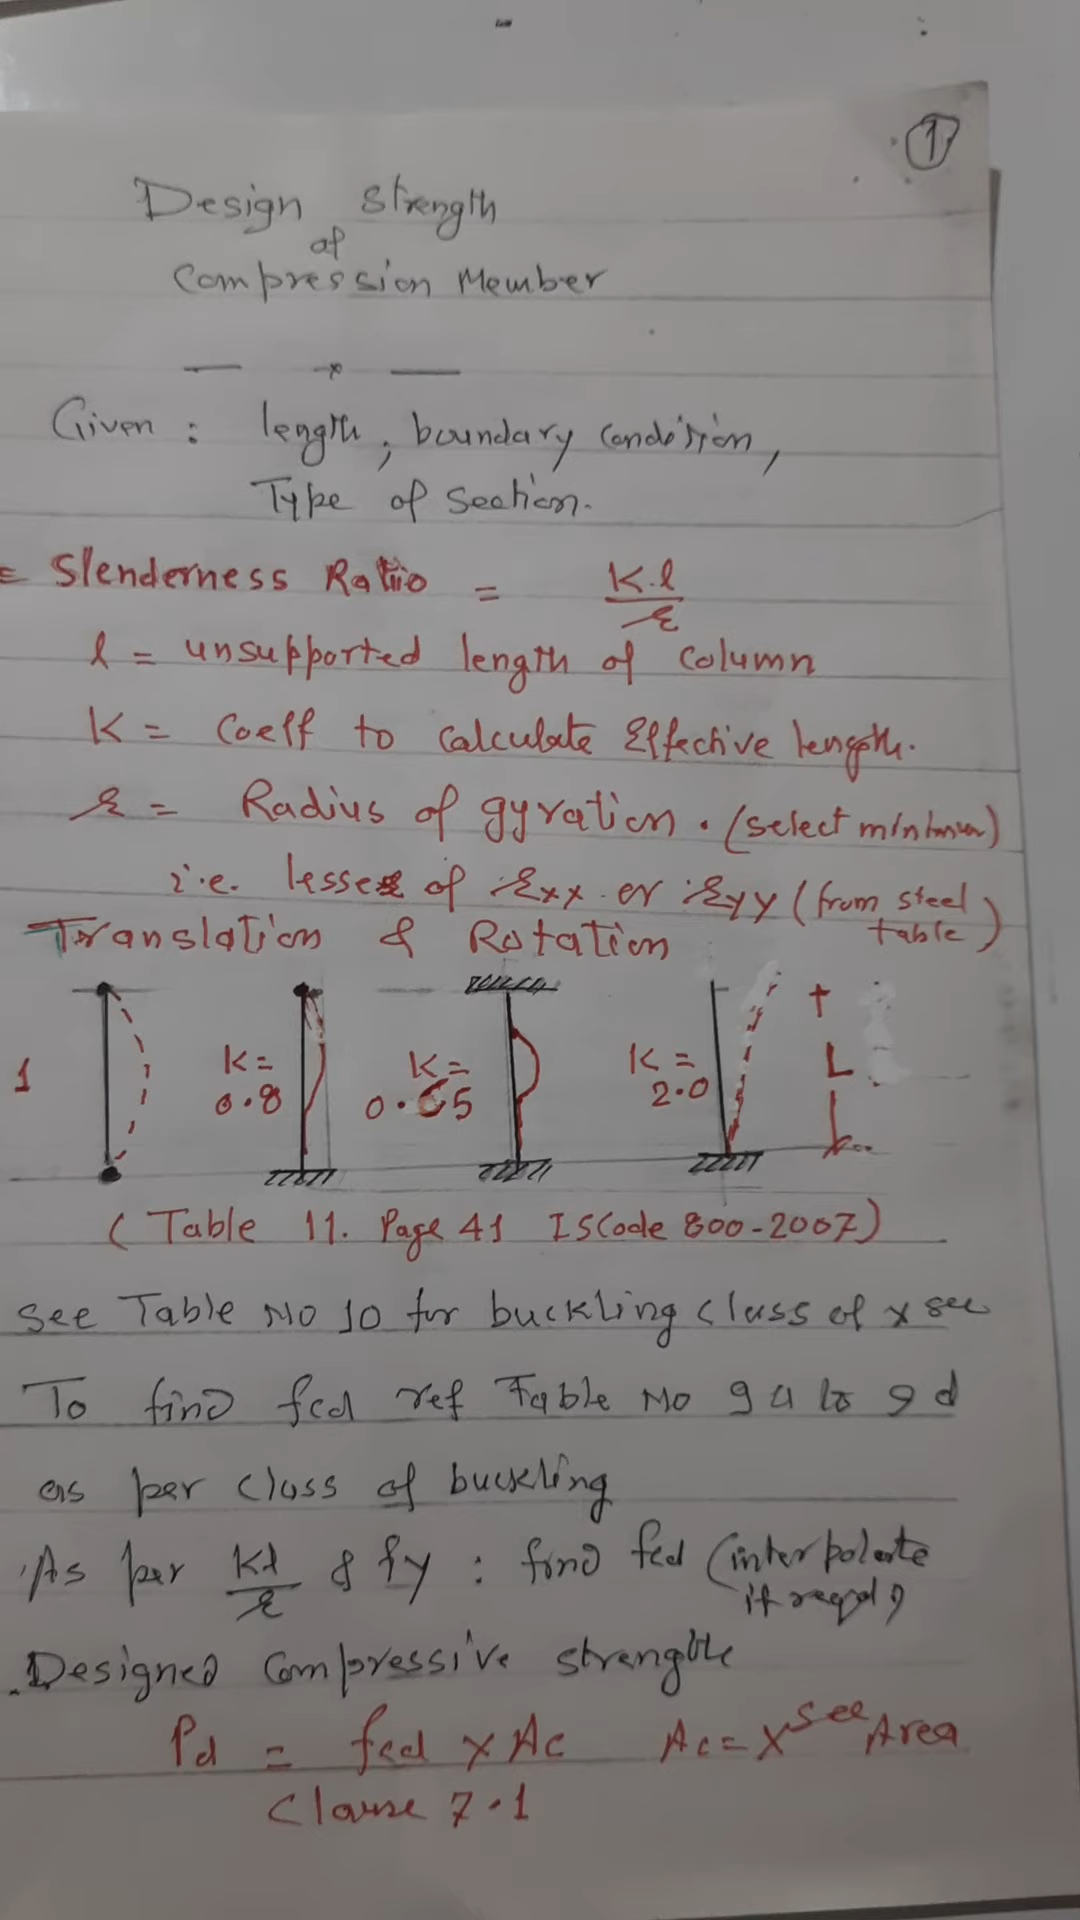 1
Design strength
of
Compression Member
Given : length, boundary Condition,
Type of Section.
= Slenderness Ratio = K.l / r
l = unsupported length of Column
K = Coeff to calculate Effective length.
r = Radius of gyration. (select minimum)
i.e. lesser of rxx or ryy (from steel table)
Translation & Rotation
1 K = 0.8 K = 0.65 K = 2.0 L
(Table 11. Page 41 IS Code 800-2007)
See Table No 10 for buckling class of x sec
To find fcd ref Table No 9 a to 9 d
as per class of buckling
As per Kl / r & fy : find fcd (interpolate if reqd)
Designed Compressive strength
Pd = fcd x Ac Ac = X sec Area
Clause 7.1